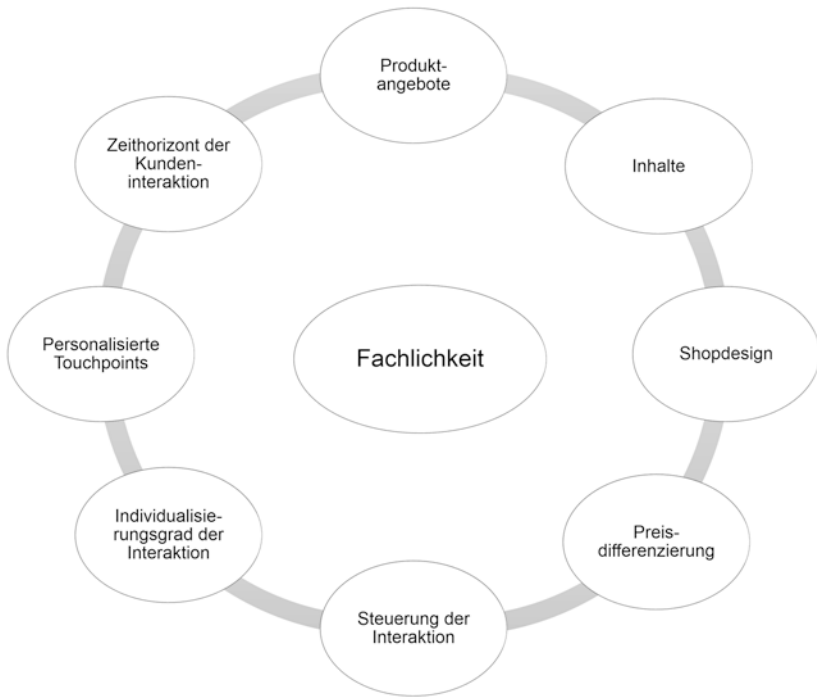 Produkt-
angebote
Inhalte
Shopdesign
Preis-
differenzierung
Steuerung der
Interaktion
Individualisie-
rungsgrad der
Interaktion
Personalisierte
Touchpoints
Zeithorizont der
Kunden-
interaktion
Fachlichkeit